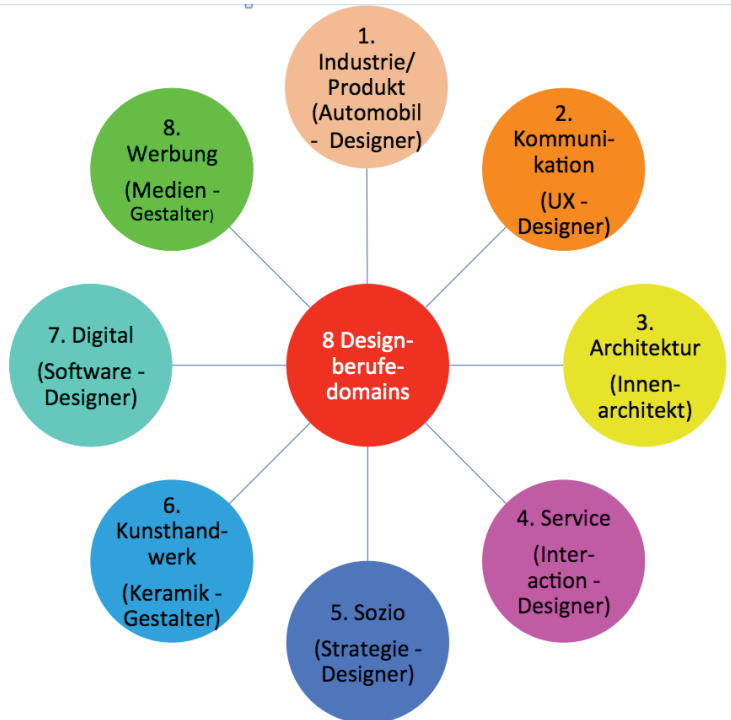 1.
Industrie/
Produkt
(Automobil
- Designer)
2.
Kommuni-
kation
(UX -
Designer)
3.
Architektur
(Innen-
architekt)
4. Service
(Inter-
action -
Designer)
5. Sozio
(Strategie -
Designer)
6.
Kunsthand-
werk
(Keramik -
Gestalter)
7. Digital
(Software -
Designer)
8.
Werbung
(Medien -
Gestalter)
8 Design-
berufe-
domains